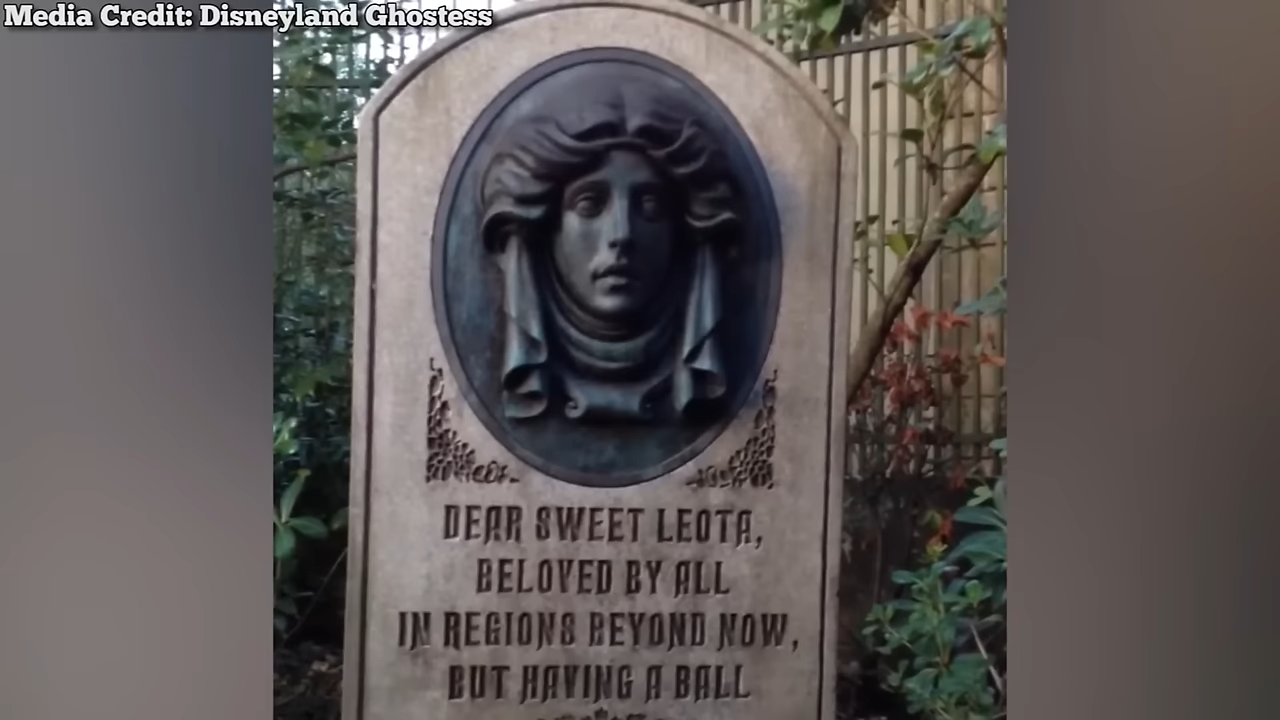 Media Credit: Disneyland Ghostess
DEAR SWEET LEOTA,
BELOVED BY ALL
IN REGIONS BEYOND NOW,
BUT HAVING A BALL